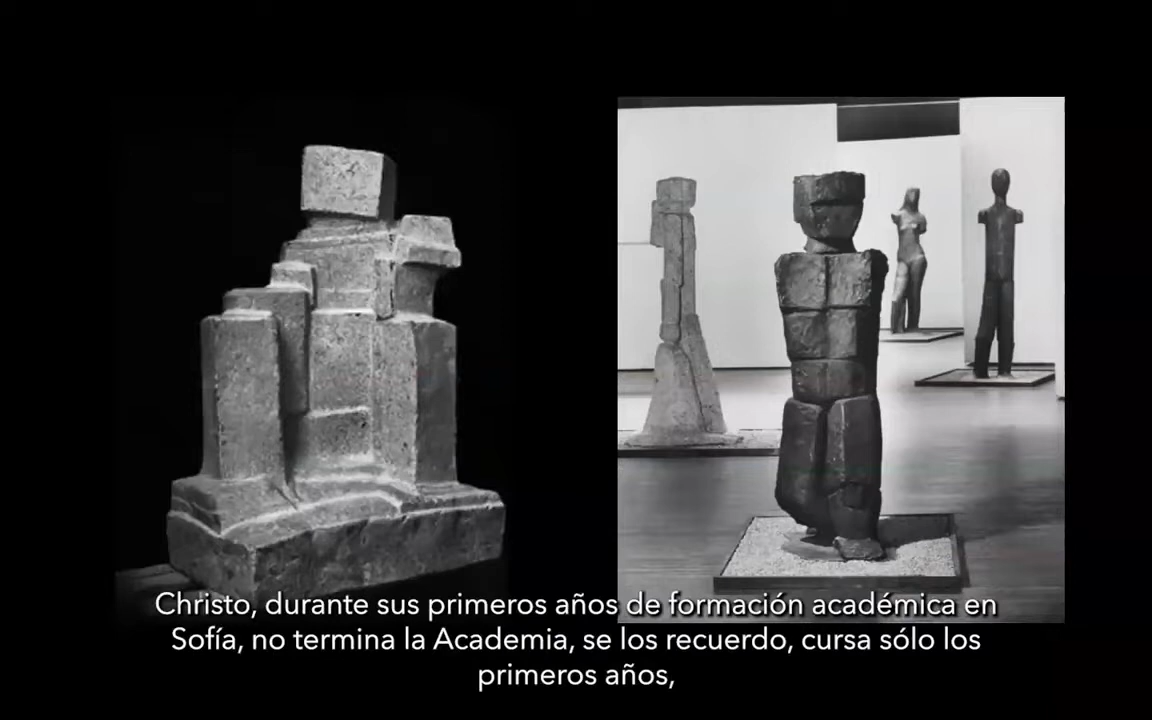 Christo, durante sus primeros años de formación académica en
Sofía, no termina la Academia, se los recuerdo, cursa sólo los
primeros años,